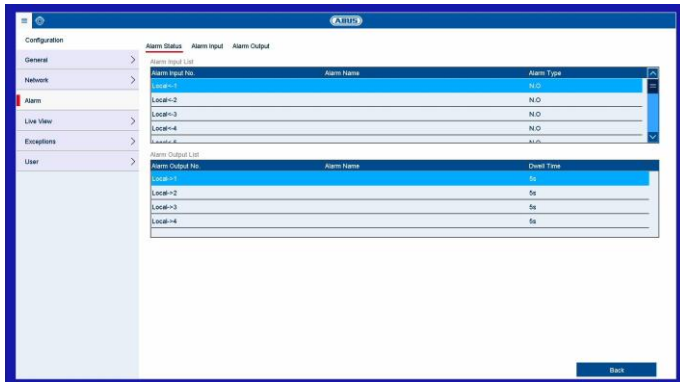 ABUS
Configuration
General
Network
Alarm
Live View
Exceptions
User
Alarm Status Alarm Input Alarm Output
Alarm Input List
Alarm Input No. Alarm Name Alarm Type
Local<-1 N.O
Local<-2 N.O
Local<-3 N.O
Local<-4 N.O
Local<-5 N.O
Alarm Output List
Alarm Output No. Alarm Name Dwell Time
Local->1 5s
Local->2 5s
Local->3 5s
Local->4 5s
Back